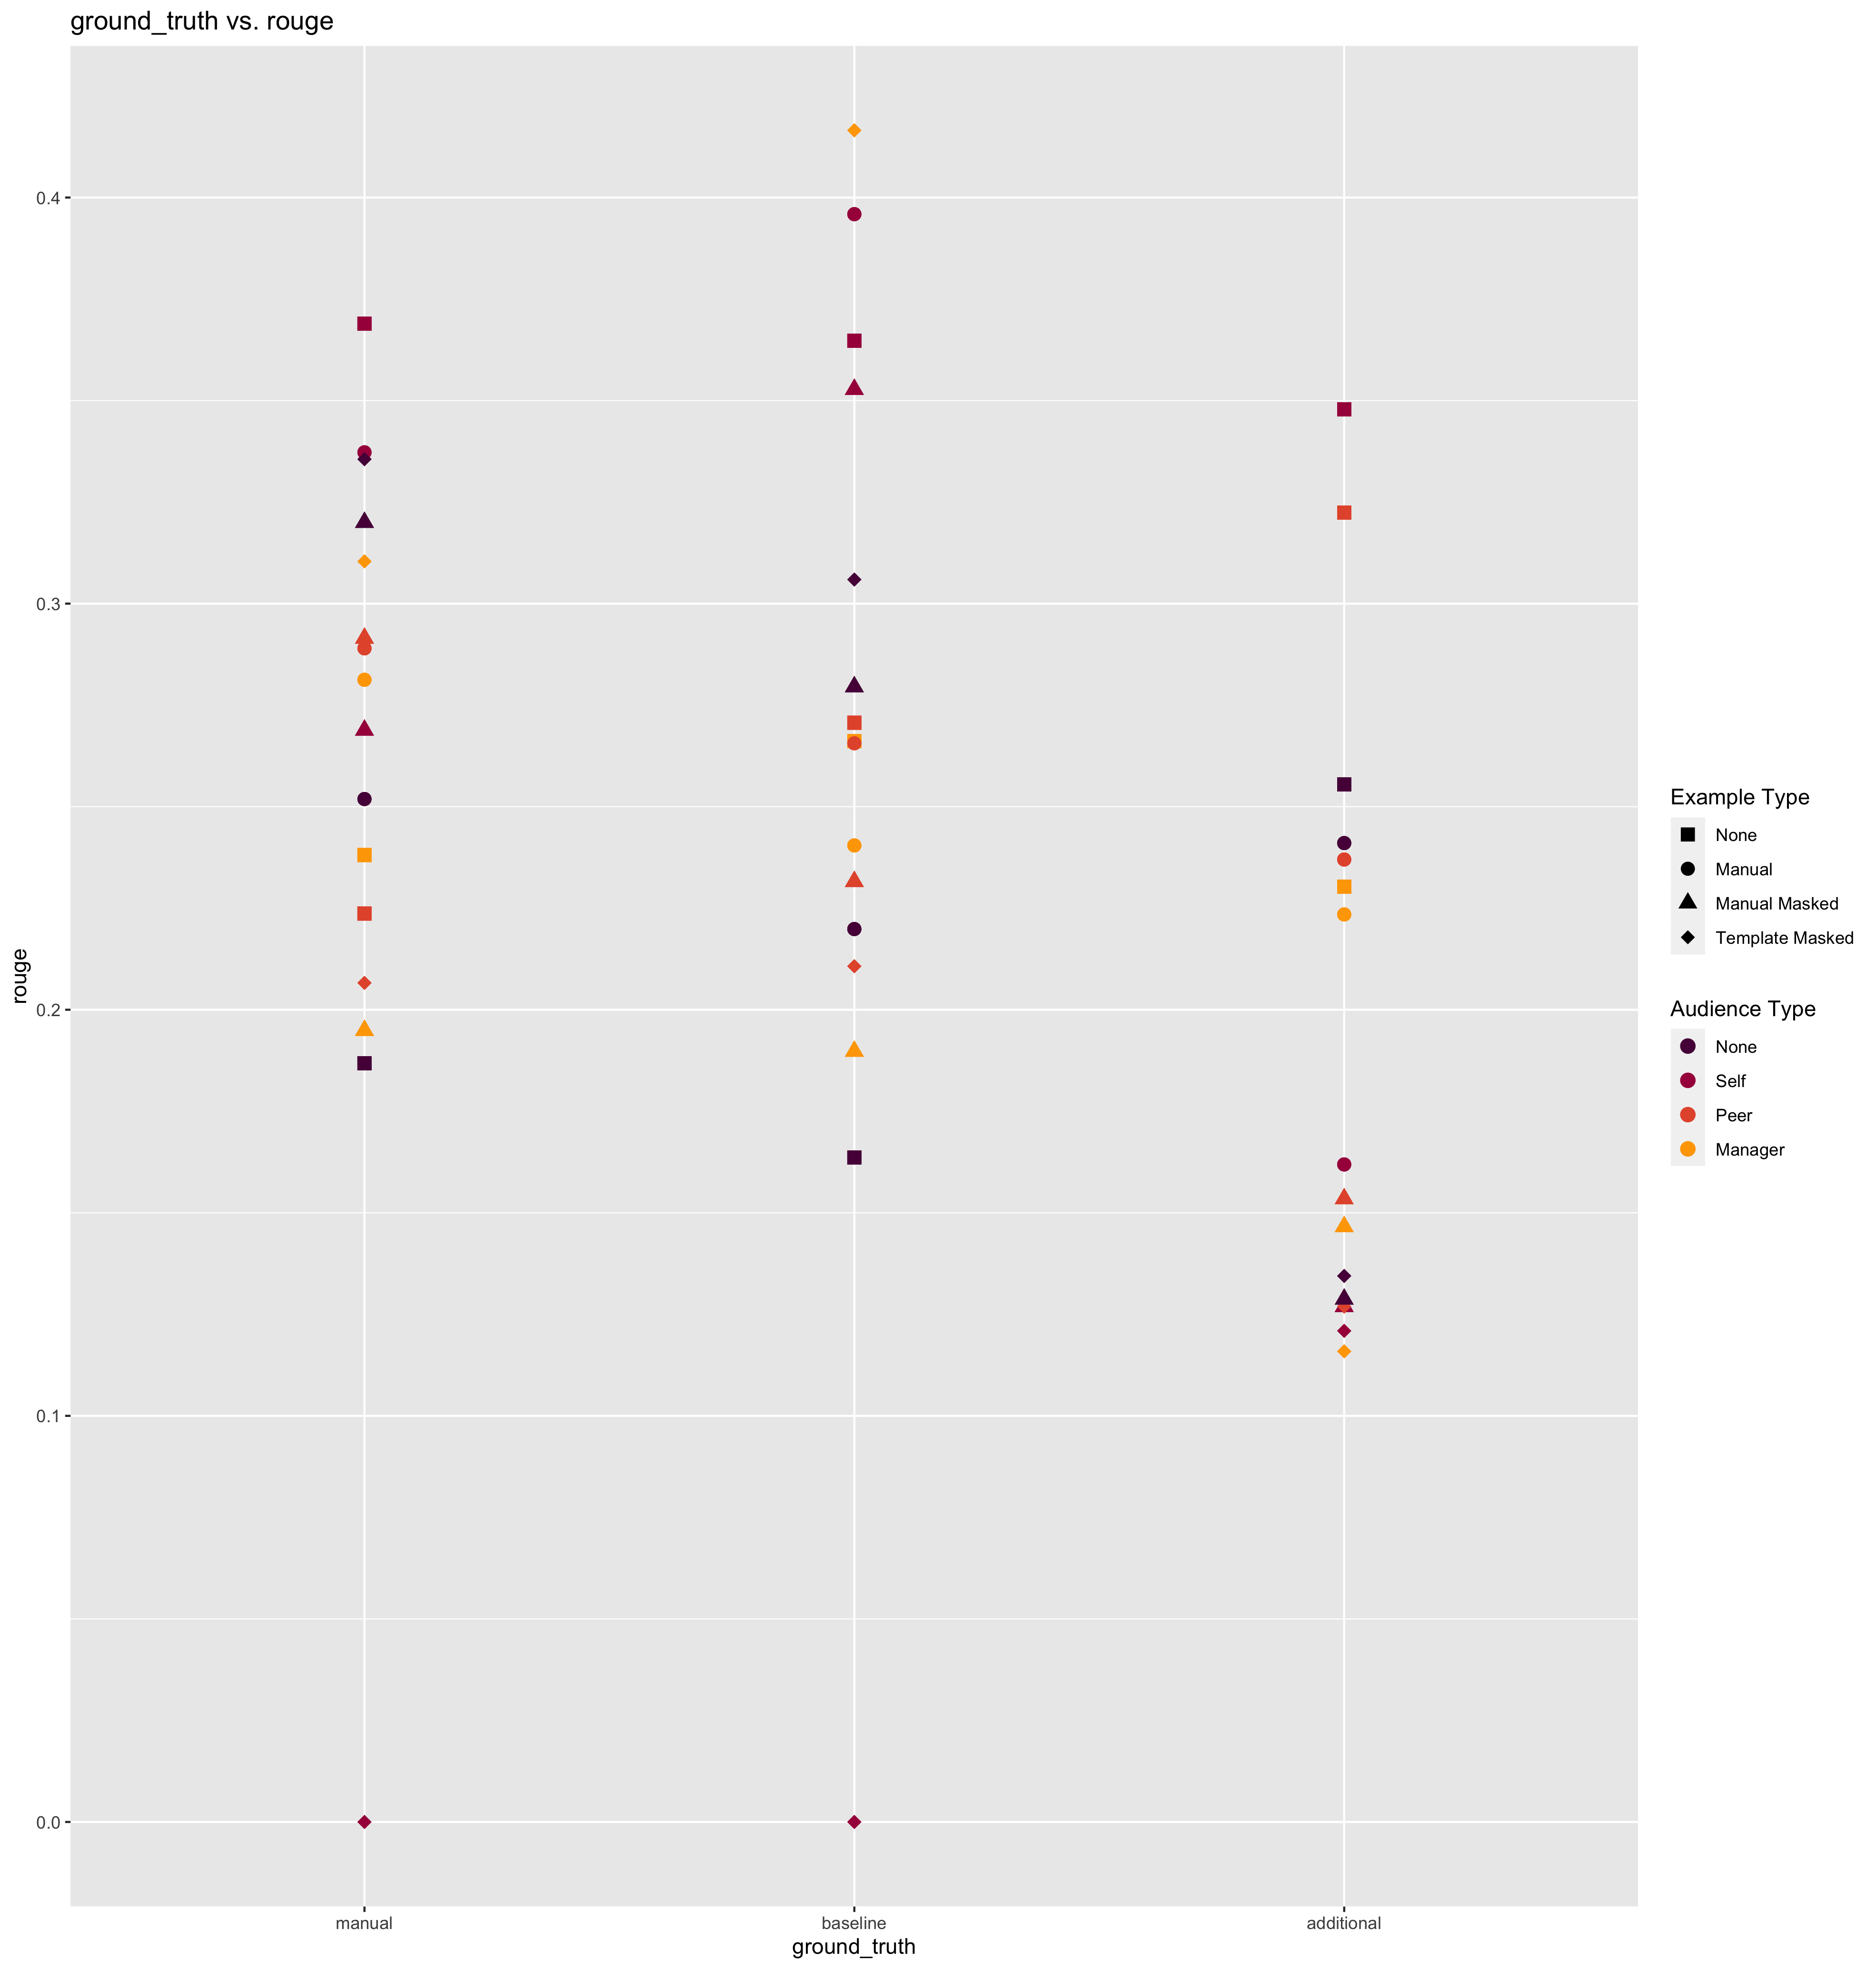 ground_truth vs. rouge
rouge
0.4
0.3
0.2
0.1
0.0
manual
baseline
additional
ground_truth
Example Type
None
Manual
Manual Masked
Template Masked
Audience Type
None
Self
Peer
Manager